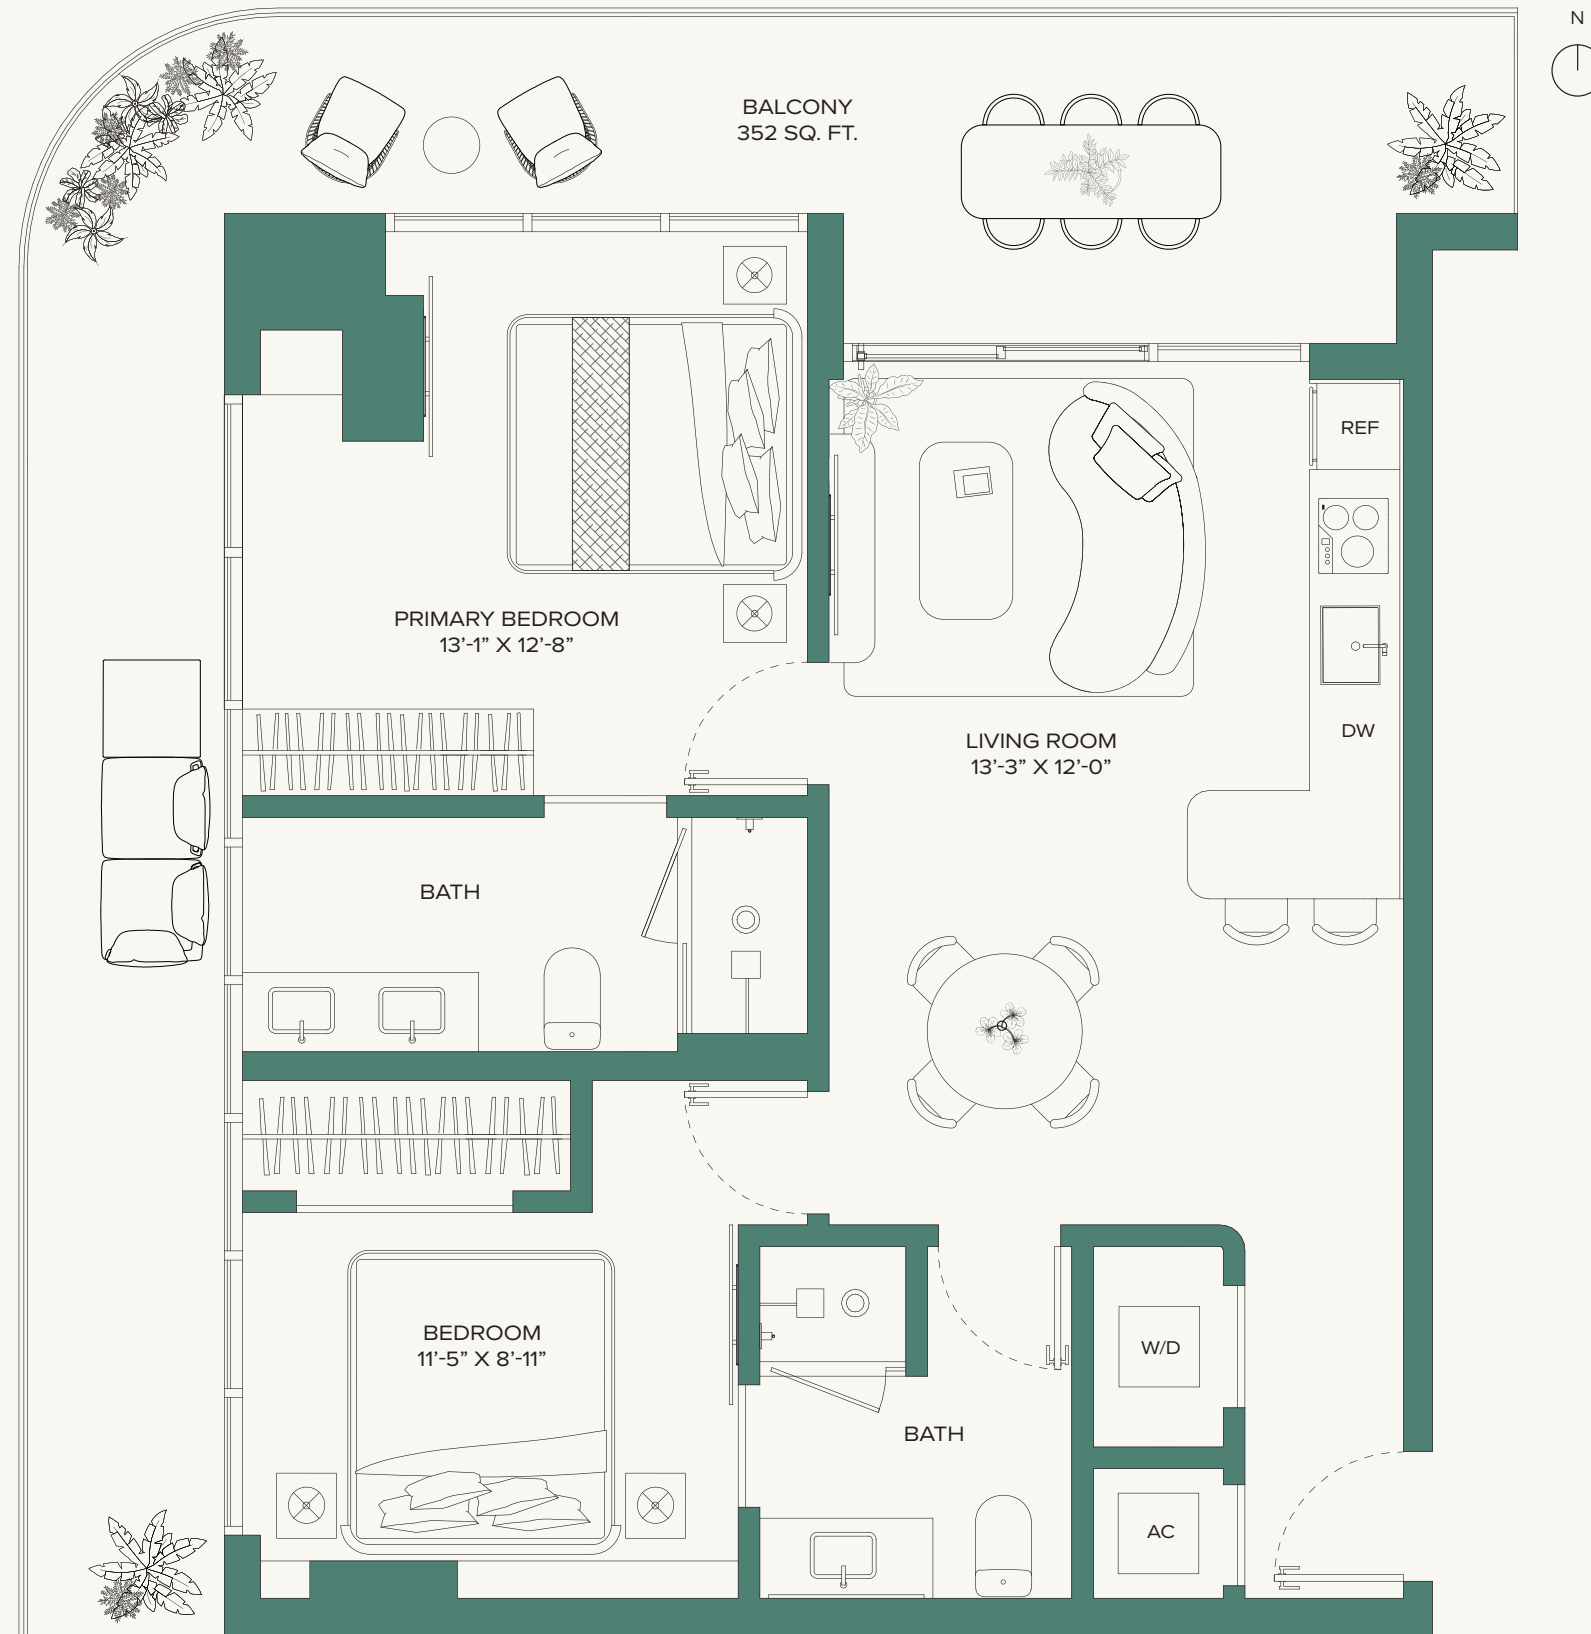 N
BALCONY
352 SQ. FT.
REF
PRIMARY BEDROOM
13’-1” X 12’-8”
DW
LIVING ROOM
13’-3” X 12’-0”
BATH
BEDROOM
11’-5” X 8’-11”
W/D
BATH
AC